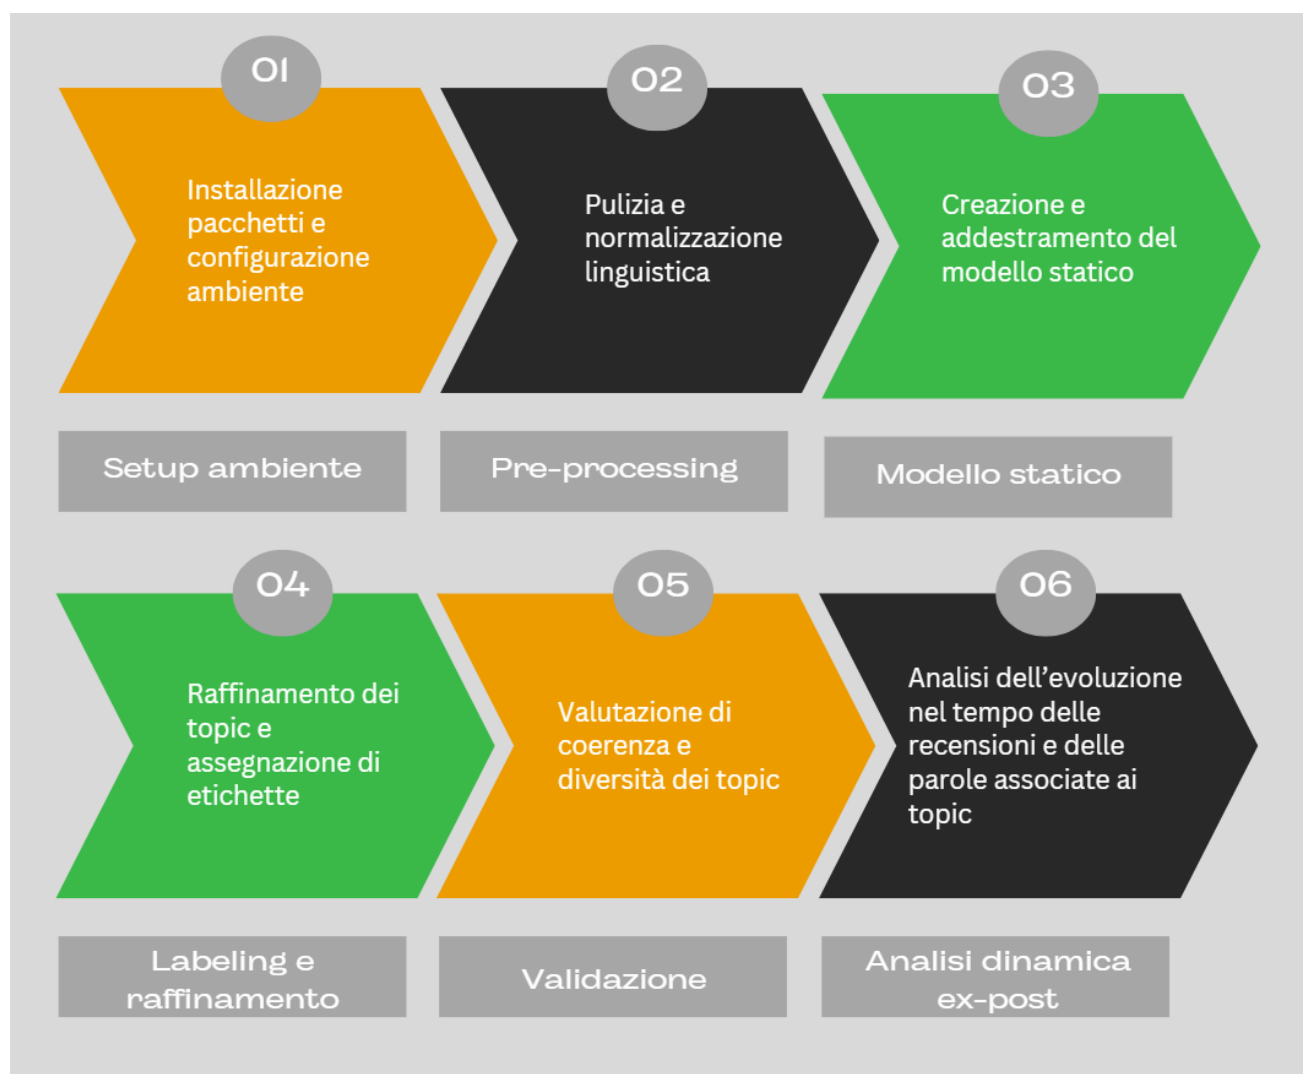 01
Installazione
pacchetti e
configurazione
ambiente
Setup ambiente
02
Pulizia e
normalizzazione
linguistica
Pre-processing
03
Creazione e
addestramento del
modello statico
Modello statico
04
Raffinamento dei
topic e
assegnazione di
etichette
Labeling e
raffinamento
05
Valutazione di
coerenza e
diversità dei topic
Validazione
06
Analisi dell’evoluzione
nel tempo delle
recensioni e delle
parole associate ai
topic
Analisi dinamica
ex-post